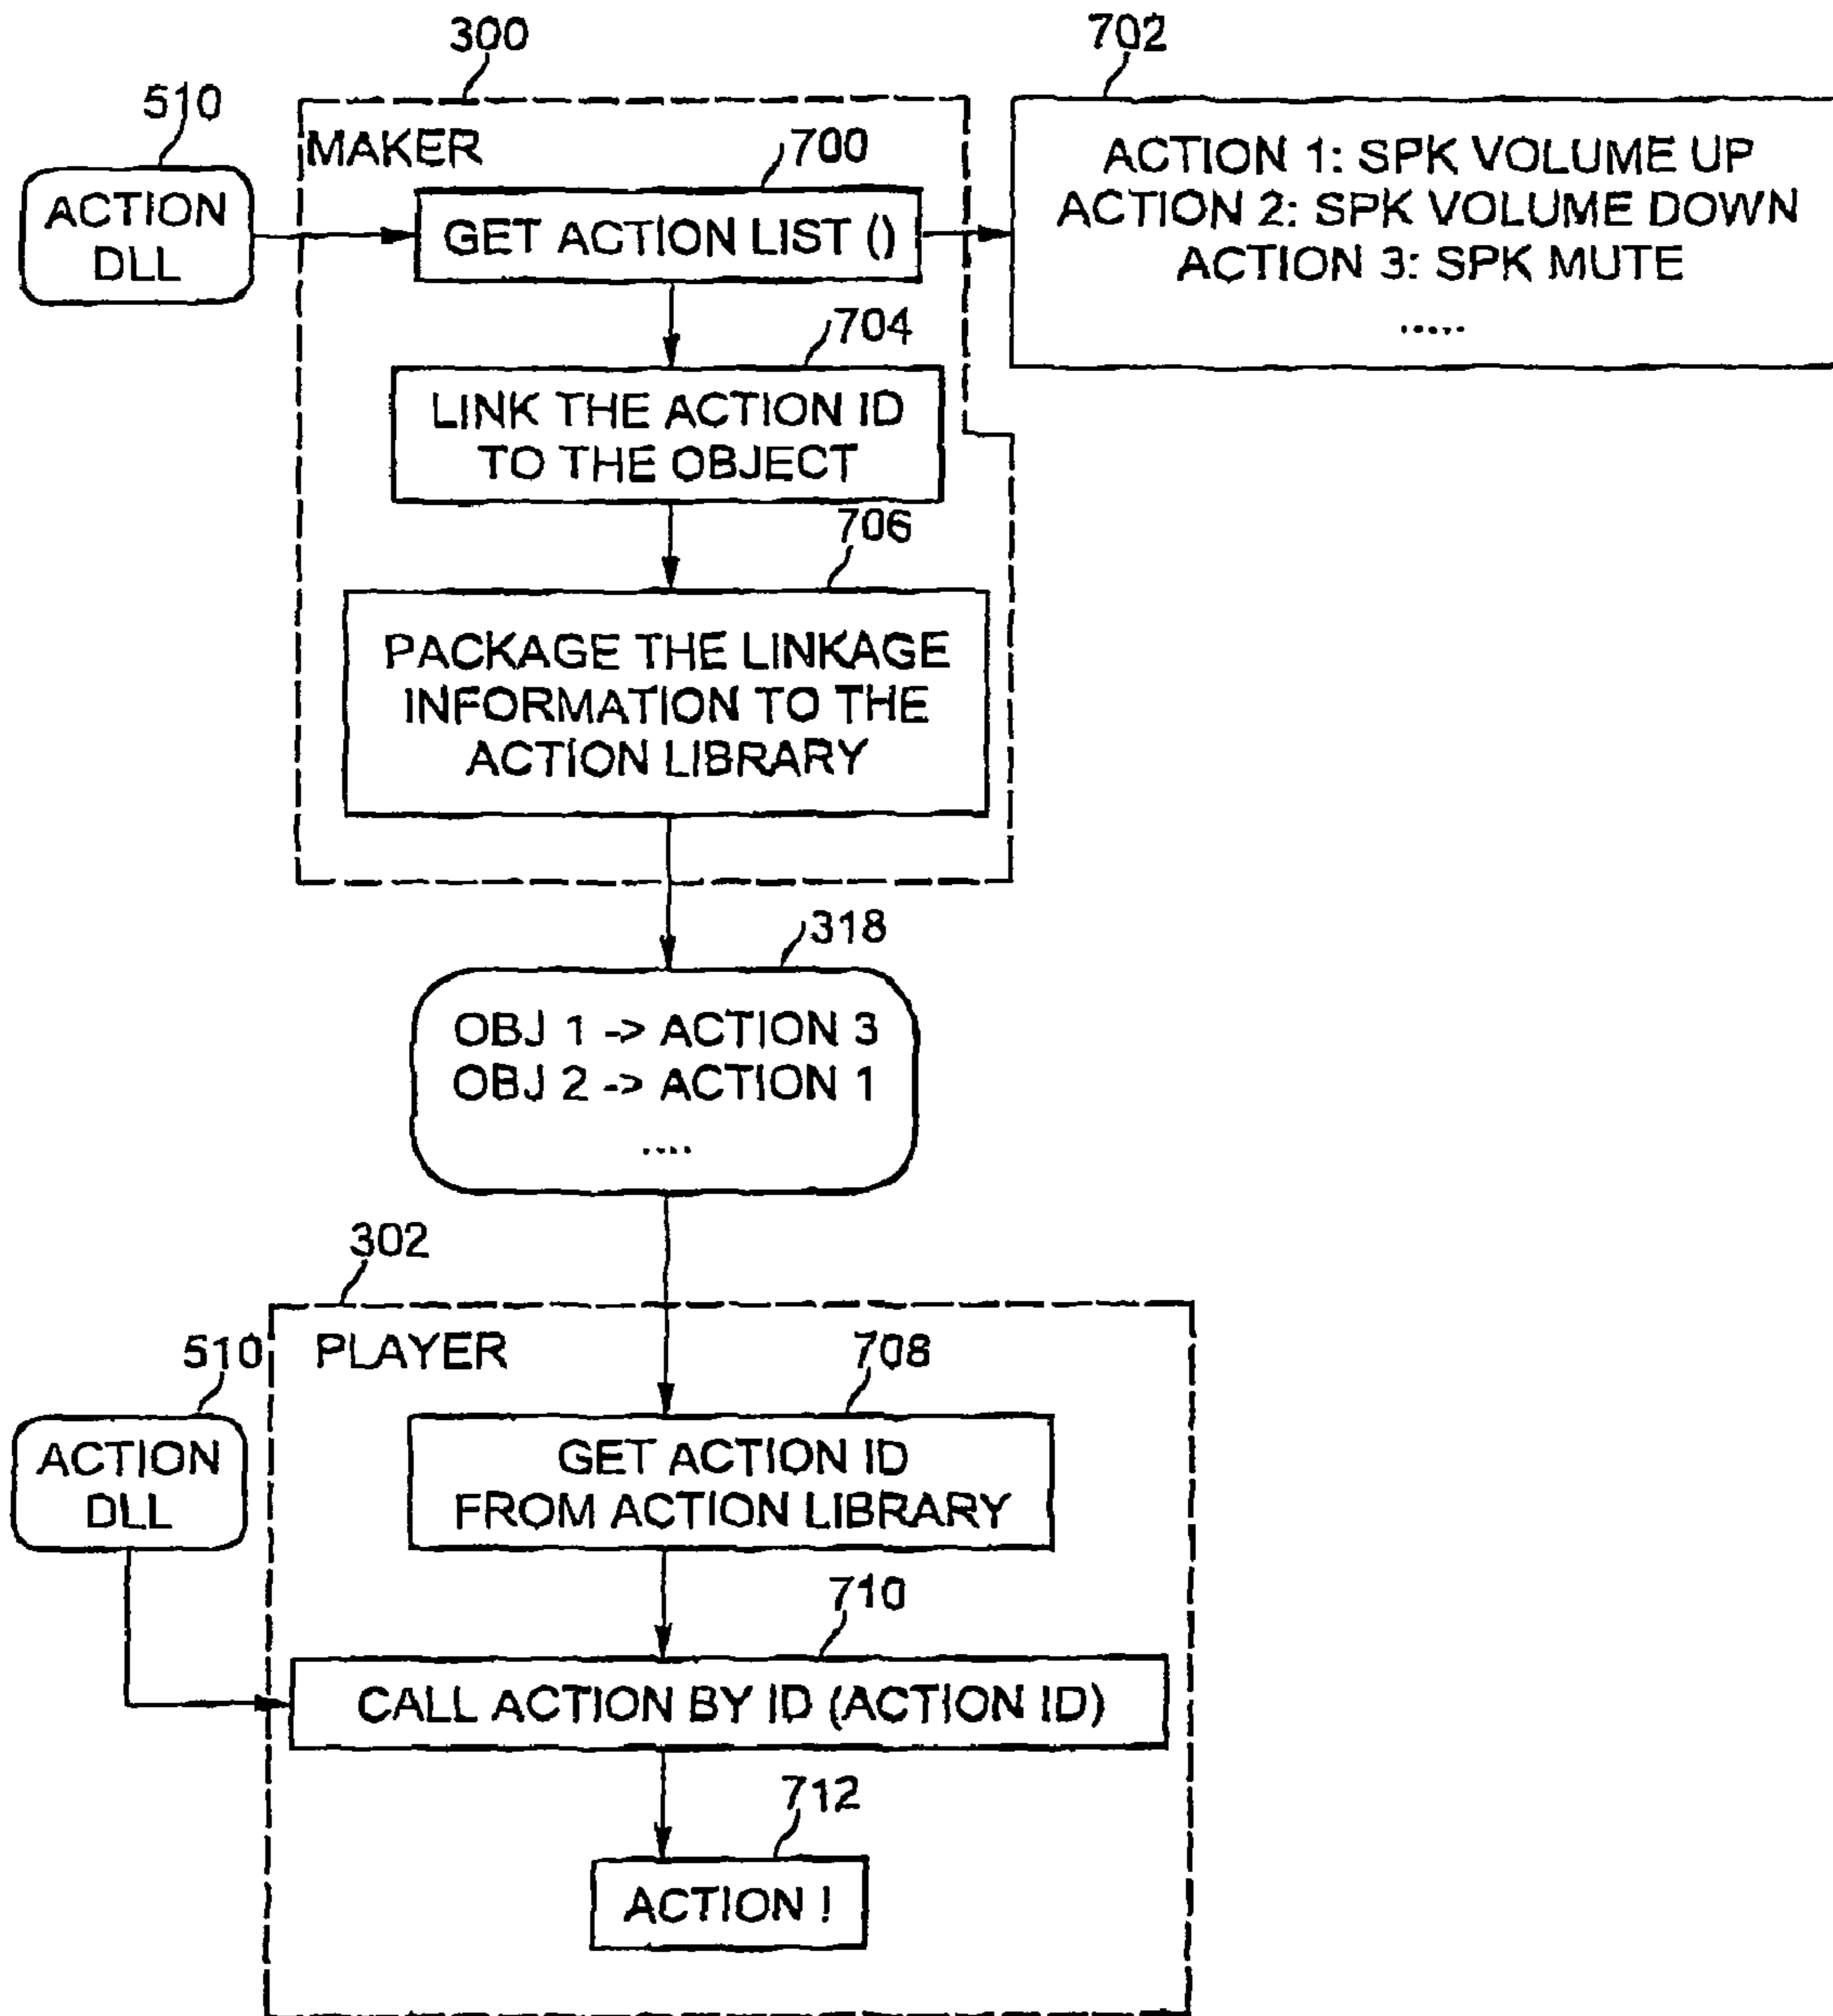 300
702
510
MAKER
700
ACTION
DLL
GET ACTION LIST ()
ACTION 1: SPK VOLUME UP
ACTION 2: SPK VOLUME DOWN
ACTION 3: SPK MUTE
.....
704
LINK THE ACTION ID
TO THE OBJECT
706
PACKAGE THE LINKAGE
INFORMATION TO THE
ACTION LIBRARY
318
OBJ 1 -> ACTION 3
OBJ 2 -> ACTION 1
....
302
510
PLAYER
708
ACTION
DLL
GET ACTION ID
FROM ACTION LIBRARY
710
CALL ACTION BY ID (ACTION ID)
712
ACTION !